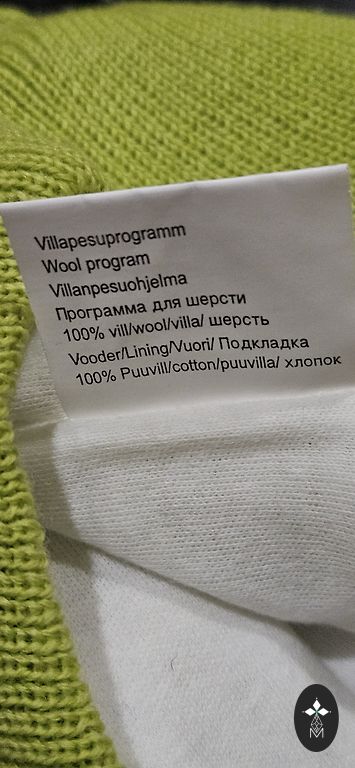 Villapesuprogramm
Wool program
Villanpesuohjelma
Программа для шерсти
100% vill/wool/villa/ шерсть
Vooder/Lining/Vuori/ Подкладка
100% Puuvill/cotton/puuvilla/ хлопок
M